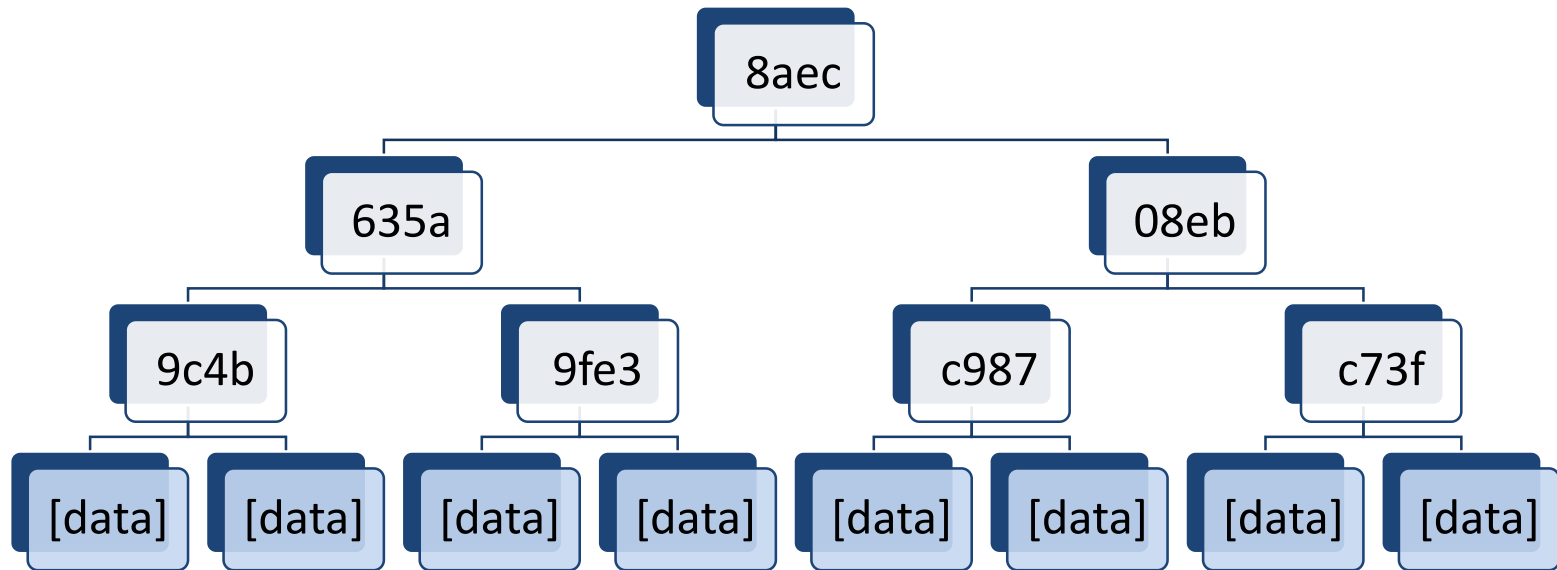 8aec
635a
08eb
9c4b
9fe3
c987
c73f
[data]
[data]
[data]
[data]
[data]
[data]
[data]
[data]